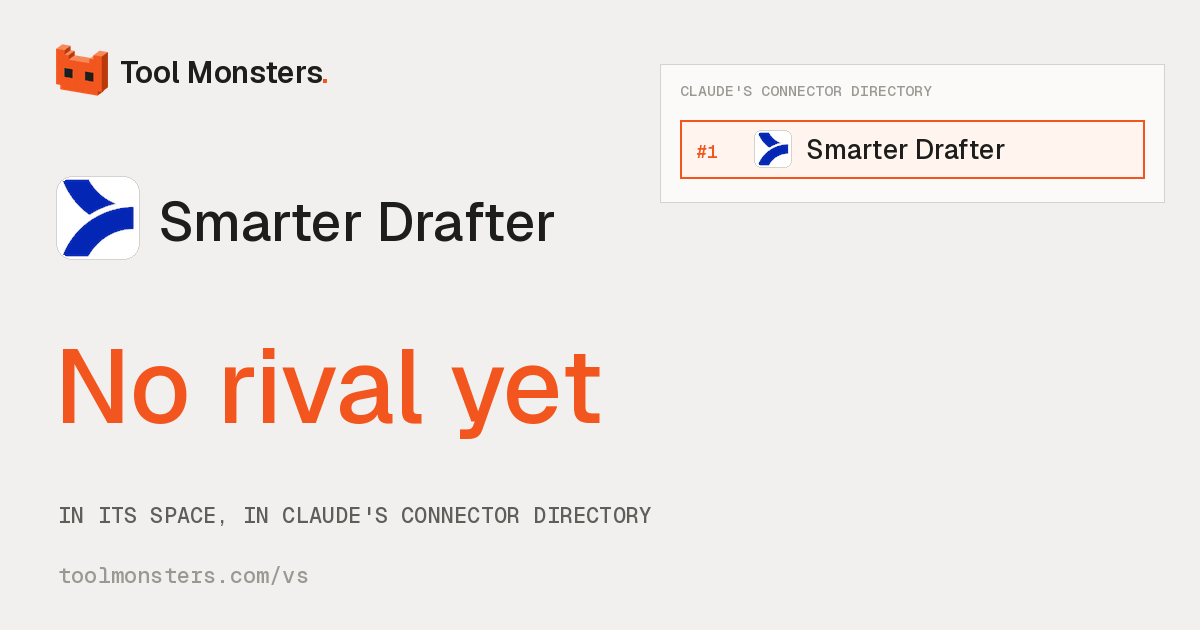 Tool Monsters.
CLAUDE'S CONNECTOR DIRECTORY
#1 Smarter Drafter
Smarter Drafter
No rival yet
IN ITS SPACE, IN CLAUDE'S CONNECTOR DIRECTORY
toolmonsters.com/vs